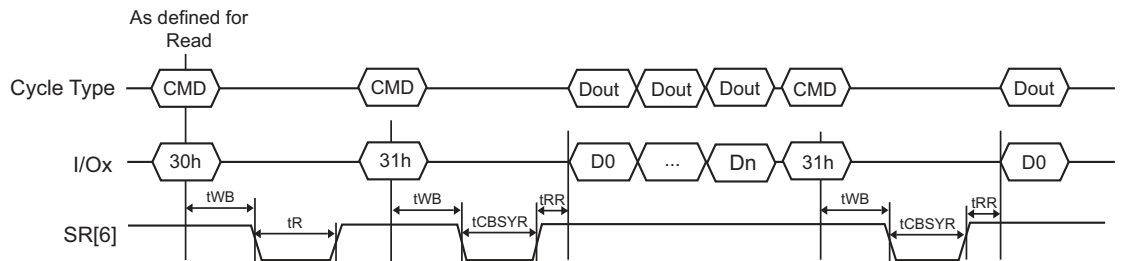 As defined for
Read
Cycle Type CMD CMD Dout Dout Dout CMD Dout
I/Ox 30h 31h D0 ... Dn 31h D0
tWB tR tWB tCBSYR tRR tWB tCBSYR tRR
SR[6]